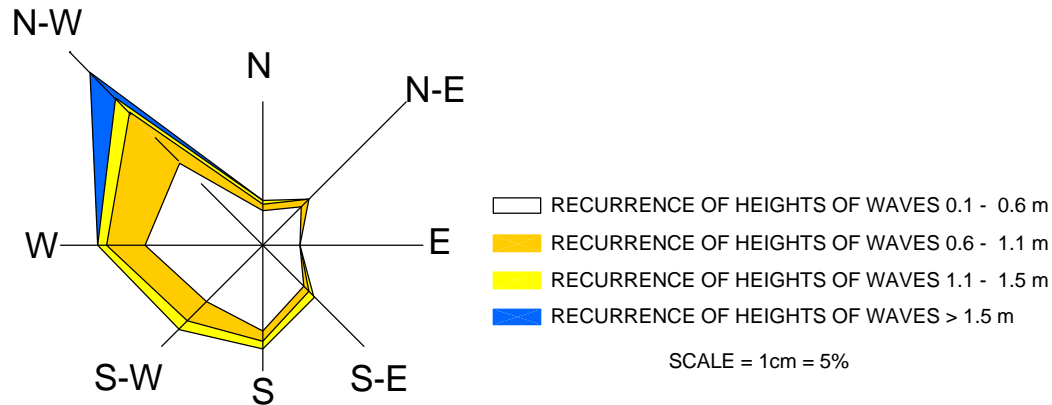 N-W
N
N-E
W
E
S-W
S
S-E
RECURRENCE OF HEIGHTS OF WAVES 0.1 - 0.6 m
RECURRENCE OF HEIGHTS OF WAVES 0.6 - 1.1 m
RECURRENCE OF HEIGHTS OF WAVES 1.1 - 1.5 m
RECURRENCE OF HEIGHTS OF WAVES > 1.5 m
SCALE = 1cm = 5%